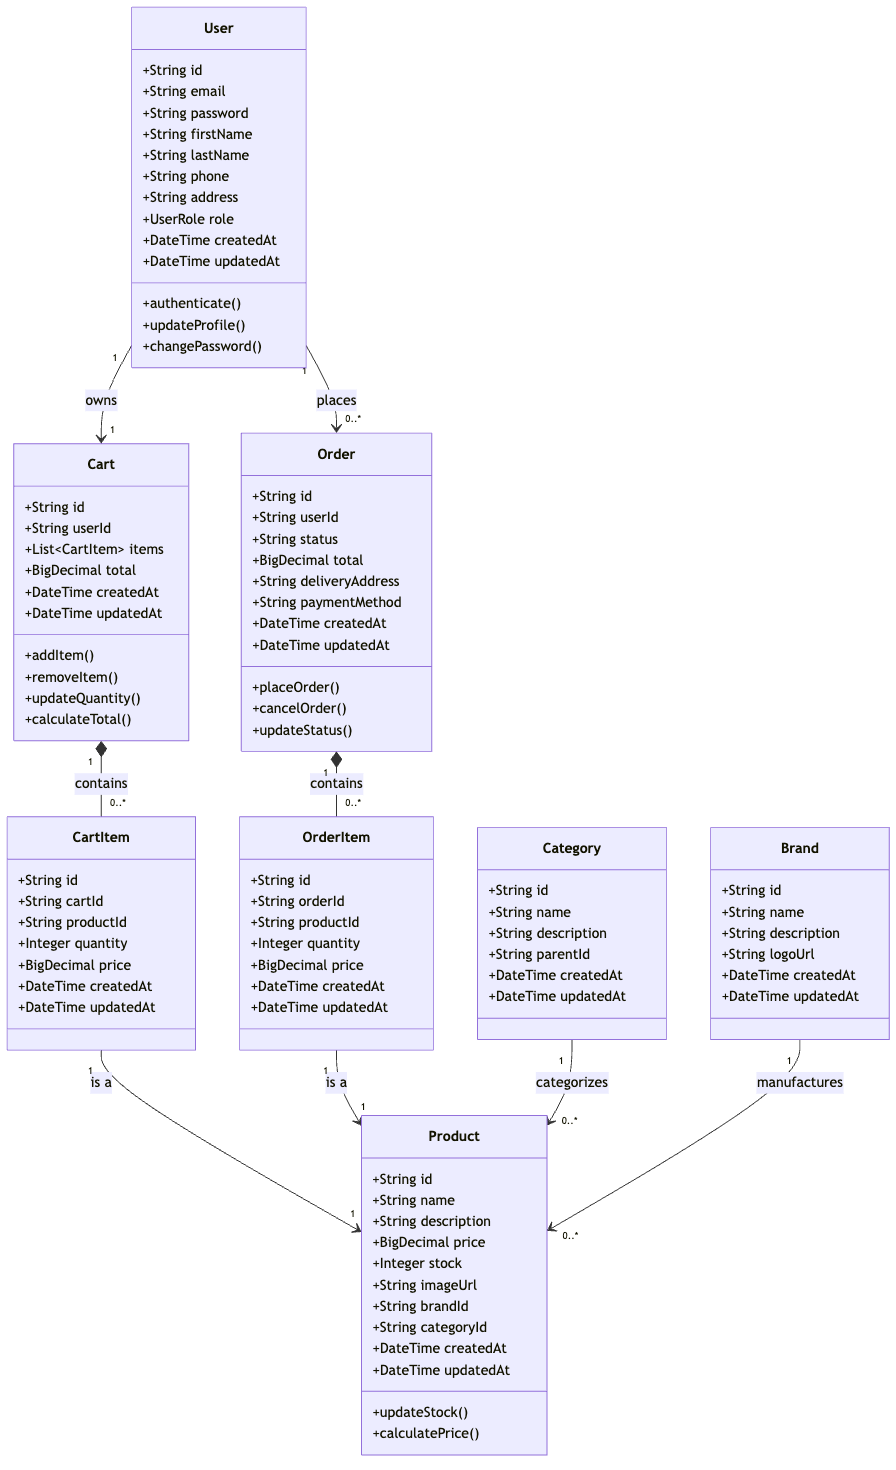 User
+String id
+String email
+String password
+String firstName
+String lastName
+String phone
+String address
+UserRole role
+DateTime createdAt
+DateTime updatedAt
+authenticate()
+updateProfile()
+changePassword()
1
owns
1
1
places
0..*
Cart
+String id
+String userId
+List<CartItem> items
+BigDecimal total
+DateTime createdAt
+DateTime updatedAt
+addItem()
+removeItem()
+updateQuantity()
+calculateTotal()
Order
+String id
+String userId
+String status
+BigDecimal total
+String deliveryAddress
+String paymentMethod
+DateTime createdAt
+DateTime updatedAt
+placeOrder()
+cancelOrder()
+updateStatus()
1
contains
0..*
1
contains
0..*
CartItem
+String id
+String cartId
+String productId
+Integer quantity
+BigDecimal price
+DateTime createdAt
+DateTime updatedAt
OrderItem
+String id
+String orderId
+String productId
+Integer quantity
+BigDecimal price
+DateTime createdAt
+DateTime updatedAt
Category
+String id
+String name
+String description
+String parentId
+DateTime createdAt
+DateTime updatedAt
Brand
+String id
+String name
+String description
+String logoUrl
+DateTime createdAt
+DateTime updatedAt
1
is a
1
1
is a
1
1
categorizes
0..*
1
manufactures
0..*
Product
+String id
+String name
+String description
+BigDecimal price
+Integer stock
+String imageUrl
+String brandId
+String categoryId
+DateTime createdAt
+DateTime updatedAt
+updateStock()
+calculatePrice()